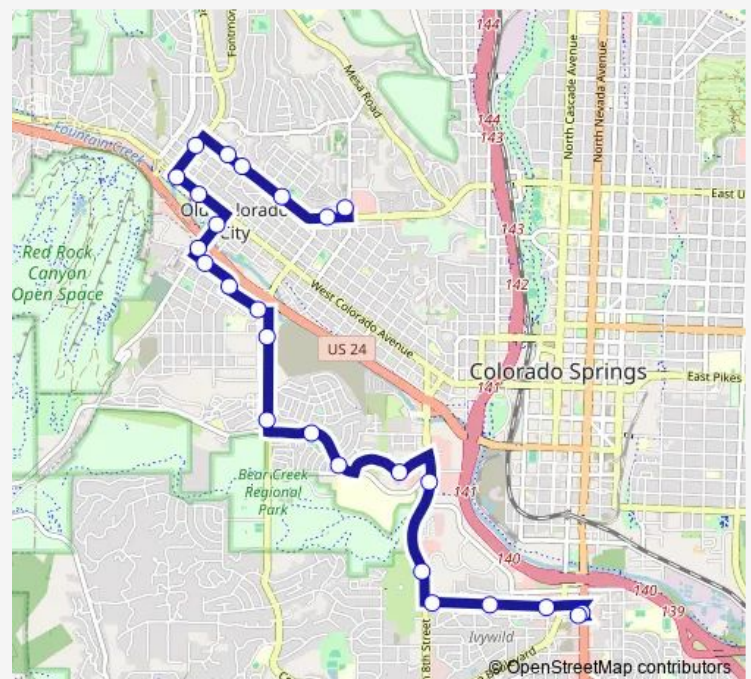 144
Fontmor
Mesa Road
North Cascade Avenue
North Nevada Avenue
144
143
Fountain Creek
East U
Old Colorado
City
143
Red Rock
Canyon
Open Space
142
West Colorado Avenue
US 24
Colorado Springs
141
East Pikes
Bear Creek
Regional
Park
141
140
140
139
Ivywild
8th Street
© OpenStreetMap contributors